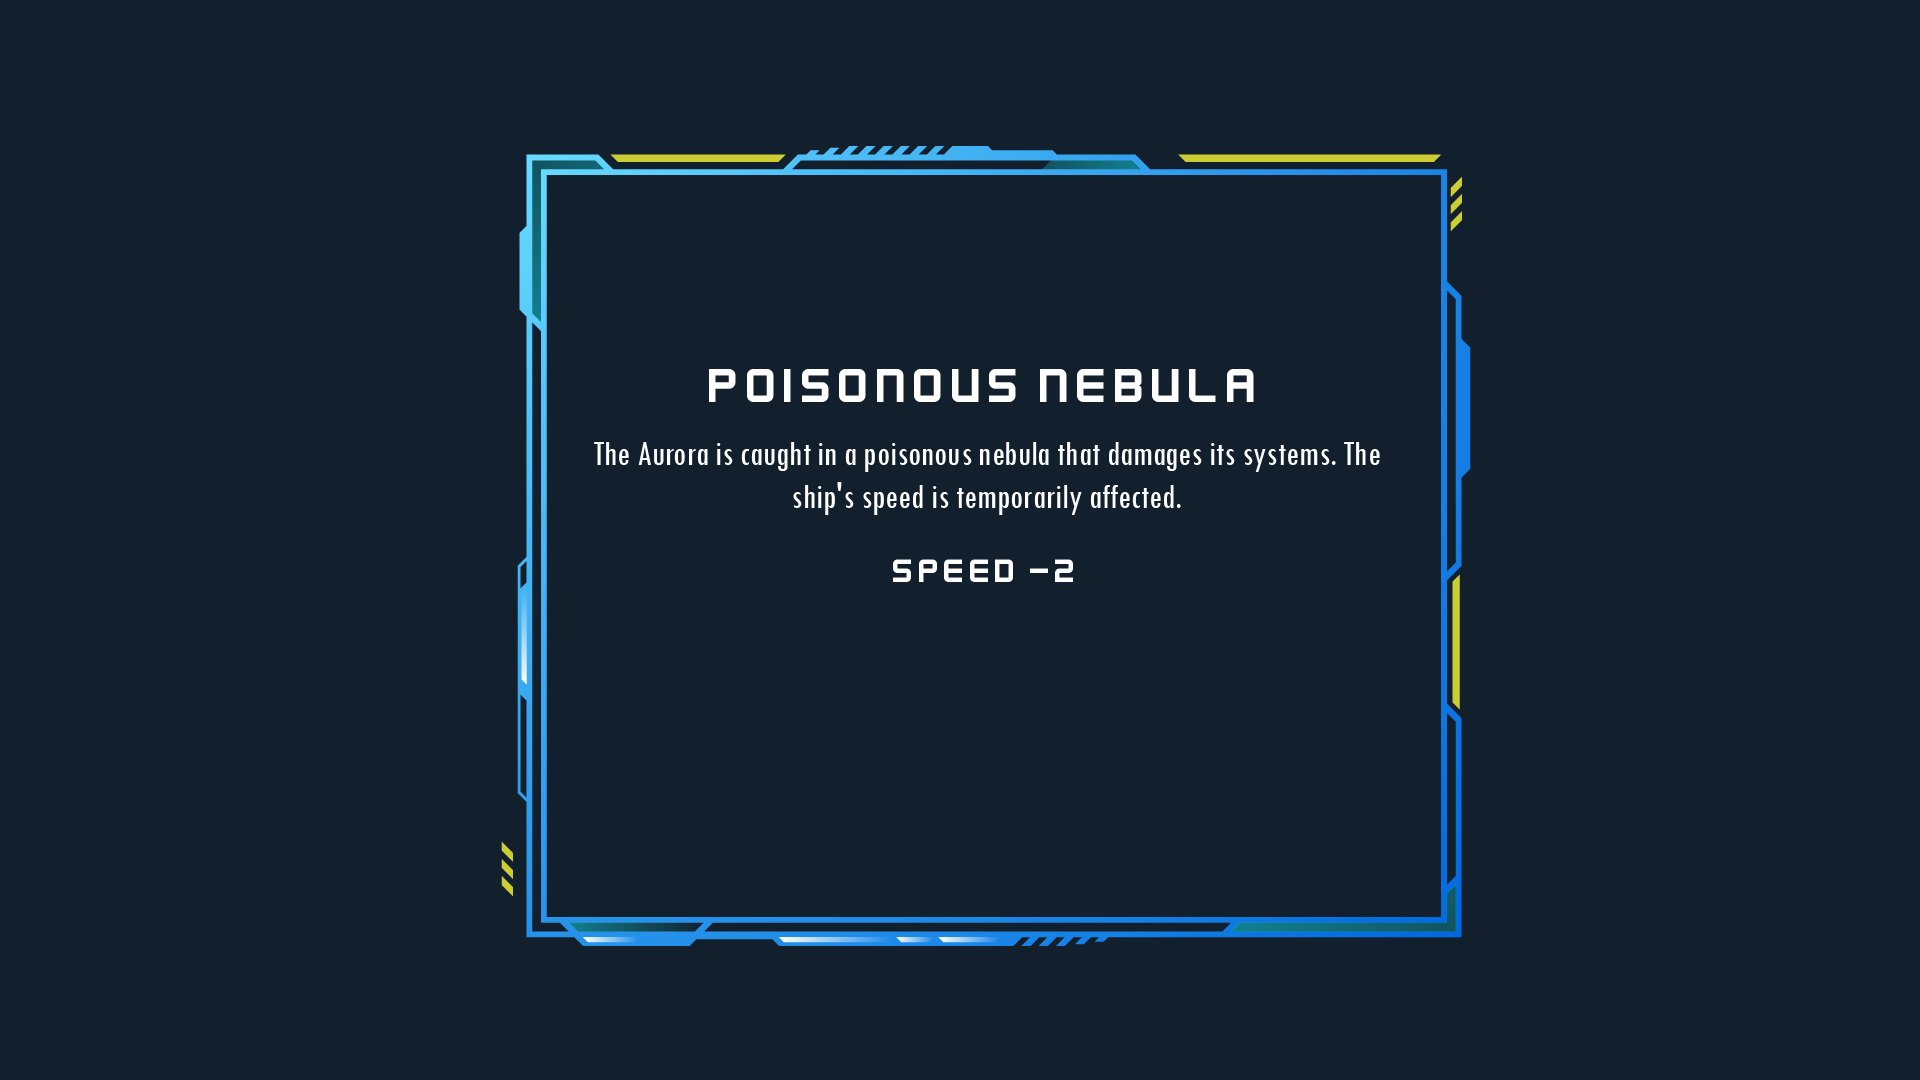 POISONOUS NEBULA
The Aurora is caught in a poisonous nebula that damages its systems. The
ship's speed is temporarily affected.
SPEED -2